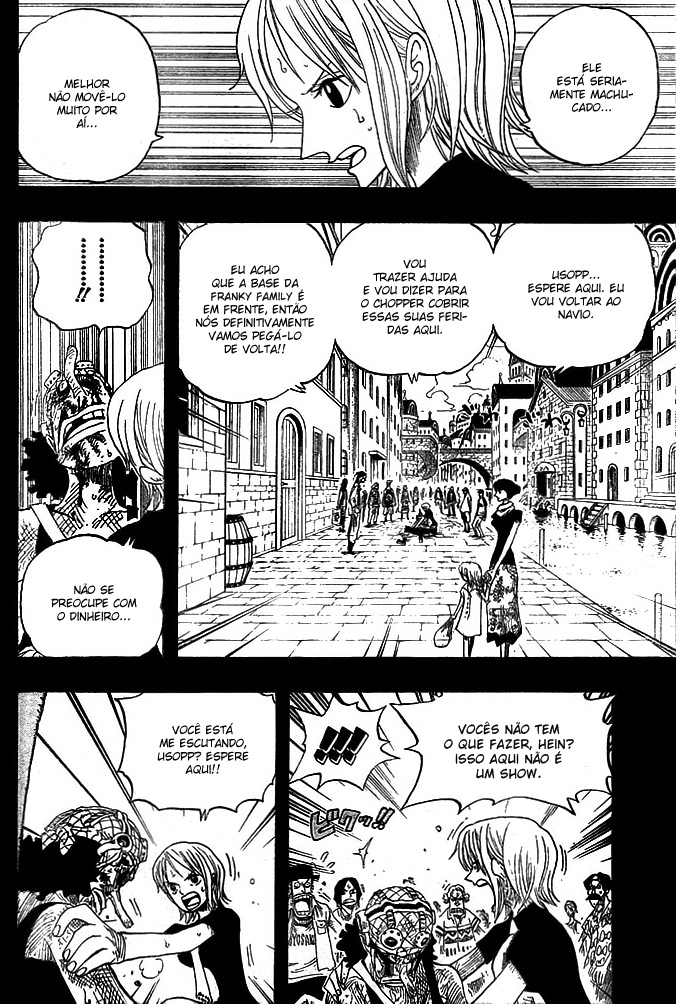 ELE
ESTÁ SERIA-
MENTE MACHU-
CADO...
MELHOR
NÃO MOVÊ-LO
MUITO POR
AÍ...
USOPP...
ESPERE AQUI. EU
VOU VOLTAR AO
NAVIO.
VOU
TRAZER AJUDA
E VOU DIZER PARA
O CHOPPER COBRIR
ESSAS SUAS FERI-
DAS AQUI.
EU ACHO
QUE A BASE DA
FRANKY FAMILY É
EM FRENTE, ENTÃO
NÓS DEFINITIVAMENTE
VAMOS PEGÁ-LO
DE VOLTA!!
!!
NÃO SE
PREOCUPE COM
O DINHEIRO...
VOCÊS NÃO TEM
O QUE FAZER, HEIN?
ISSO AQUI NÃO É
UM SHOW.
!!!
ビクッ!!
VOCÊ ESTÁ
ME ESCUTANDO,
USOPP? ESPERE
AQUI!!